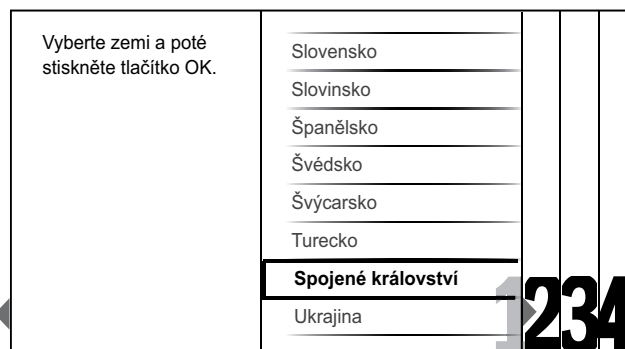 Vyberte zemi a poté
stiskněte tlačítko OK.
Slovensko
Slovinsko
Španělsko
Švédsko
Švýcarsko
Turecko
Spojené království
Ukrajina
1234